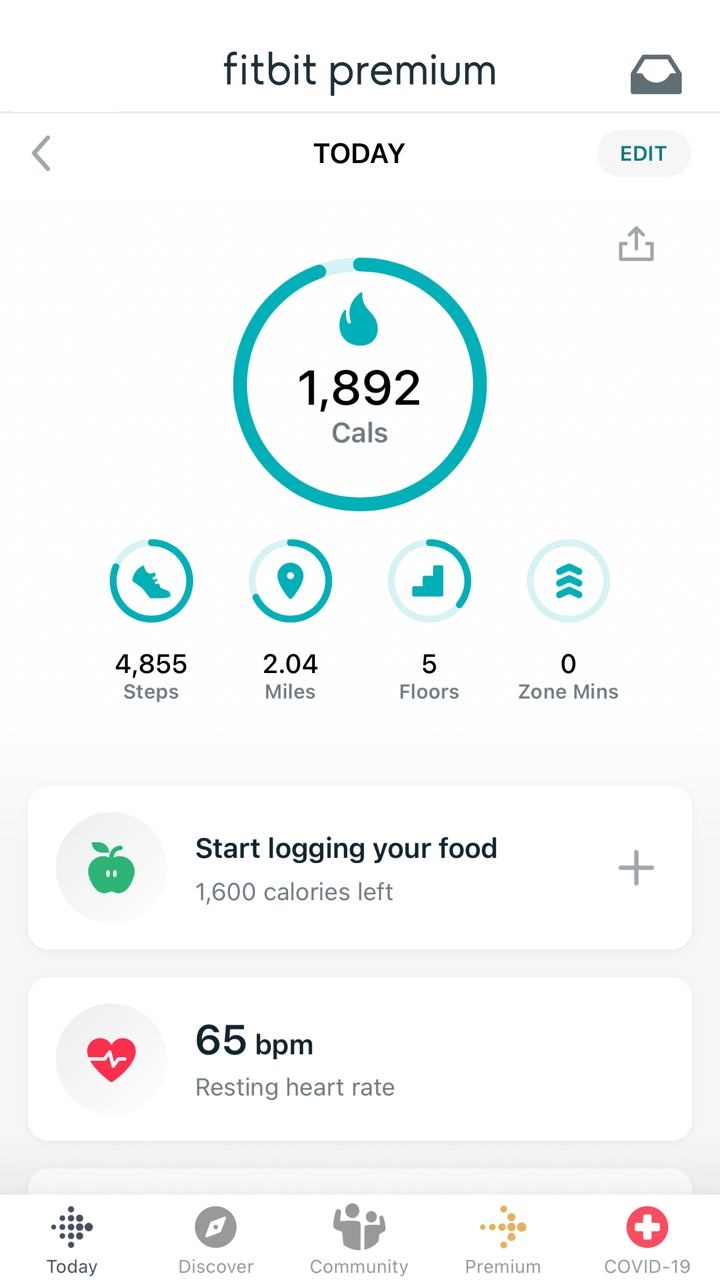 fitbit premium
TODAY
EDIT
1,892
Cals
4,855
Steps
2.04
Miles
5
Floors
0
Zone Mins
Start logging your food
1,600 calories left
65 bpm
Resting heart rate
Today
Discover
Community
Premium
COVID-19